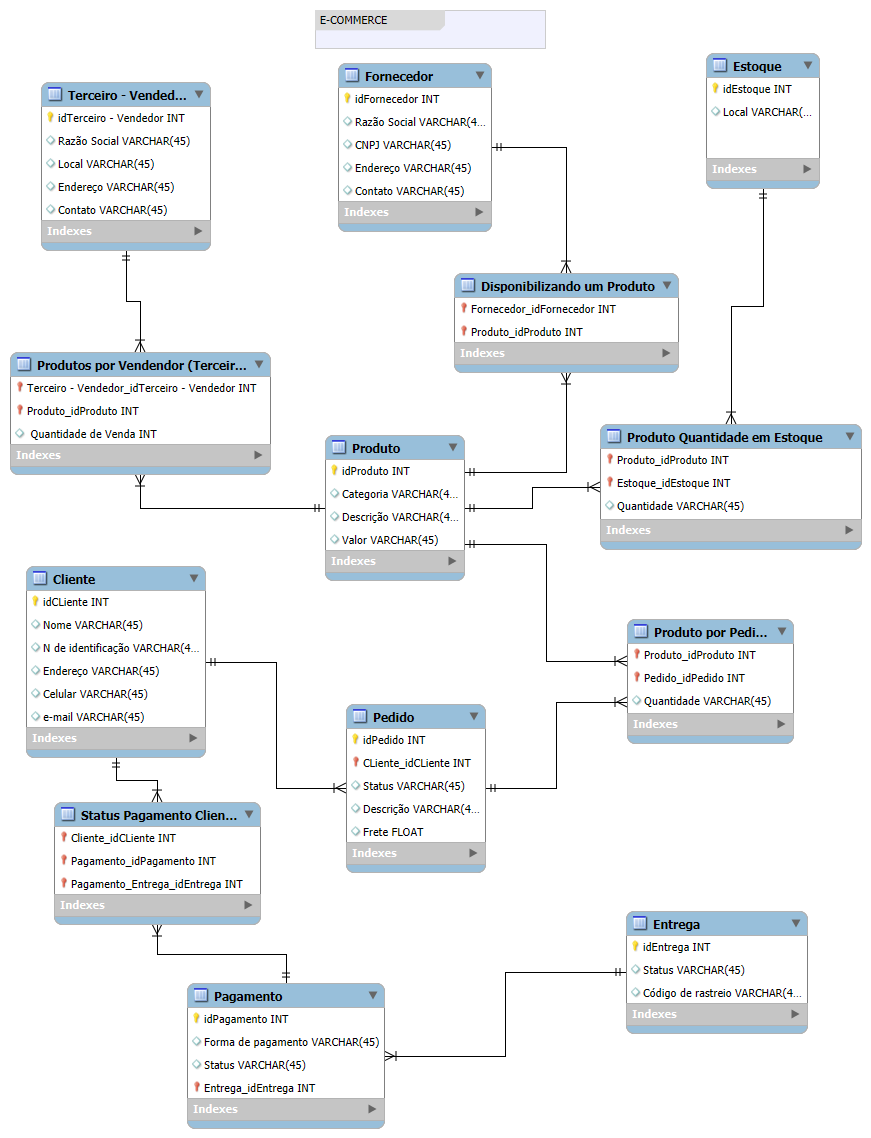 E-COMMERCE
Terceiro - Vended...
idTerceiro - Vendedor INT
Razão Social VARCHAR(45)
Local VARCHAR(45)
Endereço VARCHAR(45)
Contato VARCHAR(45)
Indexes
Fornecedor
idFornecedor INT
Razão Social VARCHAR(4...
CNPJ VARCHAR(45)
Endereço VARCHAR(45)
Contato VARCHAR(45)
Indexes
Estoque
idEstoque INT
Local VARCHAR(...
Indexes
Disponibilizando um Produto
Fornecedor_idFornecedor INT
Produto_idProduto INT
Indexes
Produtos por Vendendor (Terceir...
Terceiro - Vendedor_idTerceiro - Vendedor INT
Produto_idProduto INT
Quantidade de Venda INT
Indexes
Produto
idProduto INT
Categoria VARCHAR(4...
Descrição VARCHAR(4...
Valor VARCHAR(45)
Indexes
Produto Quantidade em Estoque
Produto_idProduto INT
Estoque_idEstoque INT
Quantidade VARCHAR(45)
Indexes
Cliente
idCLiente INT
Nome VARCHAR(45)
N de identificação VARCHAR(4...
Endereço VARCHAR(45)
Celular VARCHAR(45)
e-mail VARCHAR(45)
Indexes
Produto por Pedi...
Produto_idProduto INT
Pedido_idPedido INT
Quantidade VARCHAR(45)
Indexes
Pedido
idPedido INT
CLiente_idCLiente INT
Status VARCHAR(45)
Descrição VARCHAR(4...
Frete FLOAT
Indexes
Status Pagamento Clien...
Cliente_idCLiente INT
Pagamento_idPagamento INT
Pagamento_Entrega_idEntrega INT
Indexes
Entrega
idEntrega INT
Status VARCHAR(45)
Código de rastreio VARCHAR(4...
Indexes
Pagamento
idPagamento INT
Forma de pagamento VARCHAR(45)
Status VARCHAR(45)
Entrega_idEntrega INT
Indexes